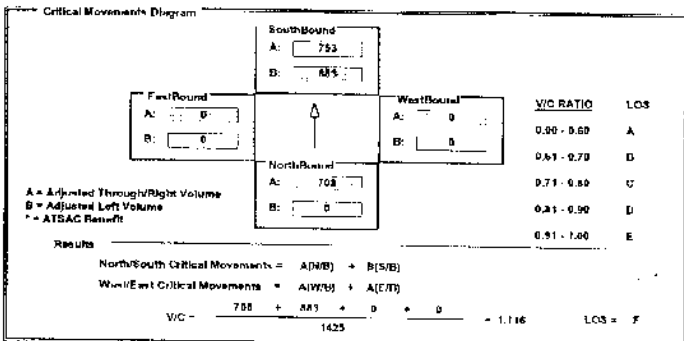 Critical Movements Diagram
SouthBound
A: 753
B:
EastBound
A: 0
B: 0
WestBound
A: 0
B: 0
NorthBound
A: 708
B: 0
V/C RATIO LOS
0.00 - 0.60 A
0.61 - 0.70 B
0.71 - 0.80 C
0.81 - 0.90 D
0.91 - 1.00 E
A = Adjusted Through/Right Volume
B = Adjusted Left Volume
* = ATSAC Benefit
Results
North/South Critical Movements = A(N/B) + B(S/B)
West/East Critical Movements = A(W/B) + A(E/B)
V/C = 708 + + 0 + 0 = 1.116 LOS = F
1425